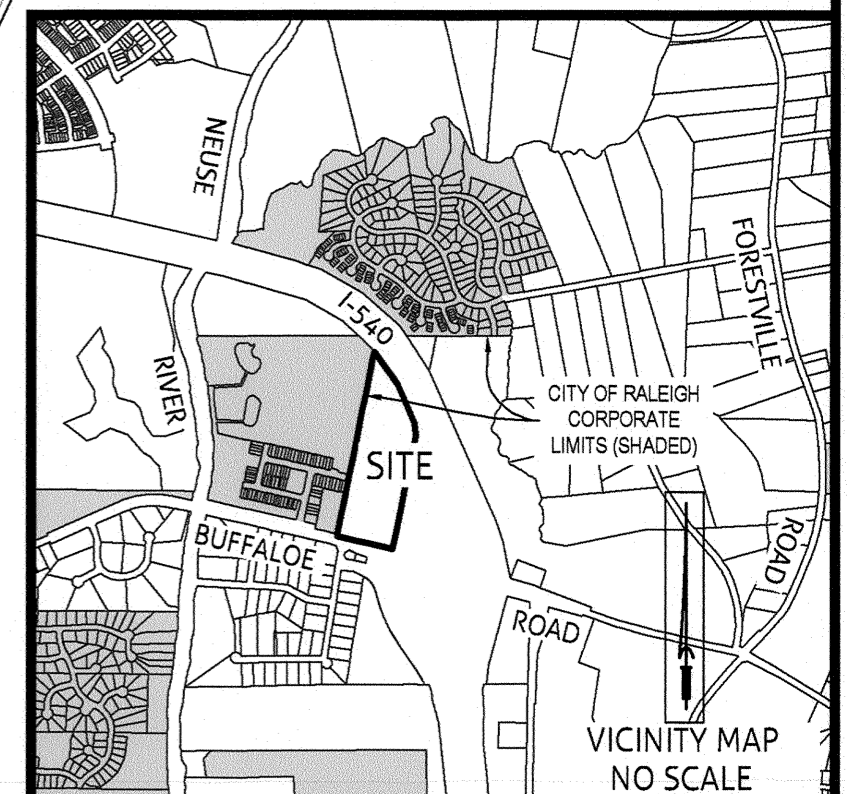 NEUSE
FORESTVILLE
I-540
RIVER
CITY OF RALEIGH
CORPORATE
LIMITS (SHADED)
SITE
BUFFALOE
ROAD
ROAD
VICINITY MAP
NO SCALE